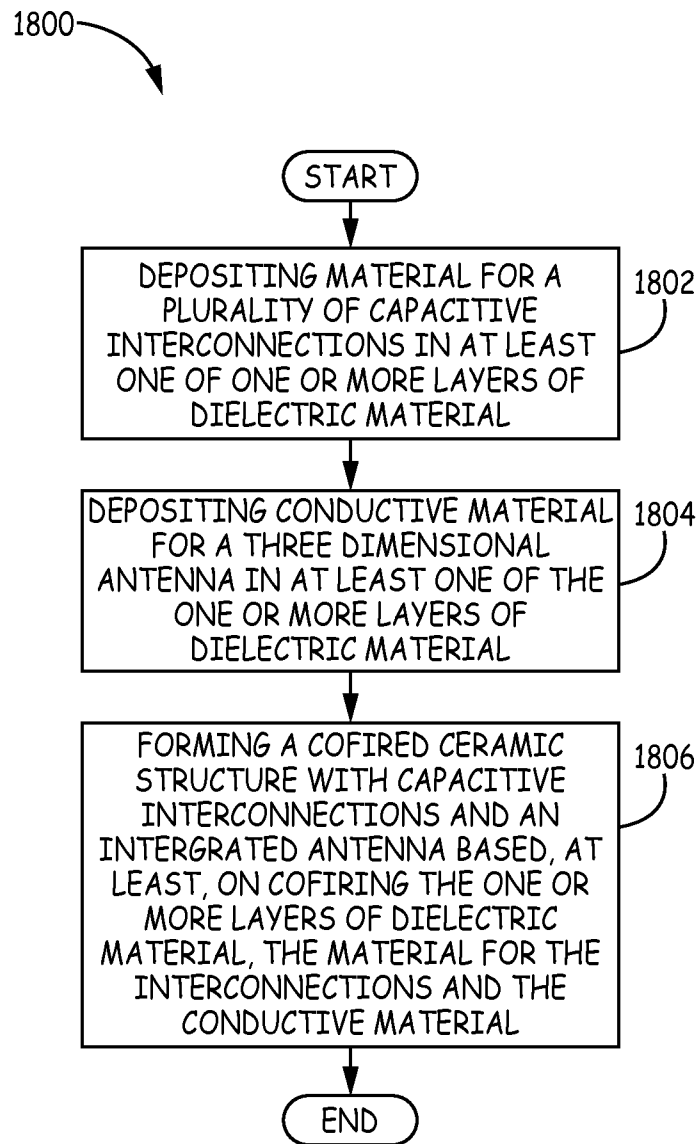 1800
START
DEPOSITING MATERIAL FOR A
PLURALITY OF CAPACITIVE
INTERCONNECTIONS IN AT LEAST
ONE OF ONE OR MORE LAYERS OF
DIELECTRIC MATERIAL
1802
DEPOSITING CONDUCTIVE MATERIAL
FOR A THREE DIMENSIONAL
ANTENNA IN AT LEAST ONE OF THE
ONE OR MORE LAYERS OF
DIELECTRIC MATERIAL
1804
FORMING A COFIRED CERAMIC
STRUCTURE WITH CAPACITIVE
INTERCONNECTIONS AND AN
INTERGRATED ANTENNA BASED, AT
LEAST, ON COFIRING THE ONE OR
MORE LAYERS OF DIELECTRIC
MATERIAL, THE MATERIAL FOR THE
INTERCONNECTIONS AND THE
CONDUCTIVE MATERIAL
1806
END